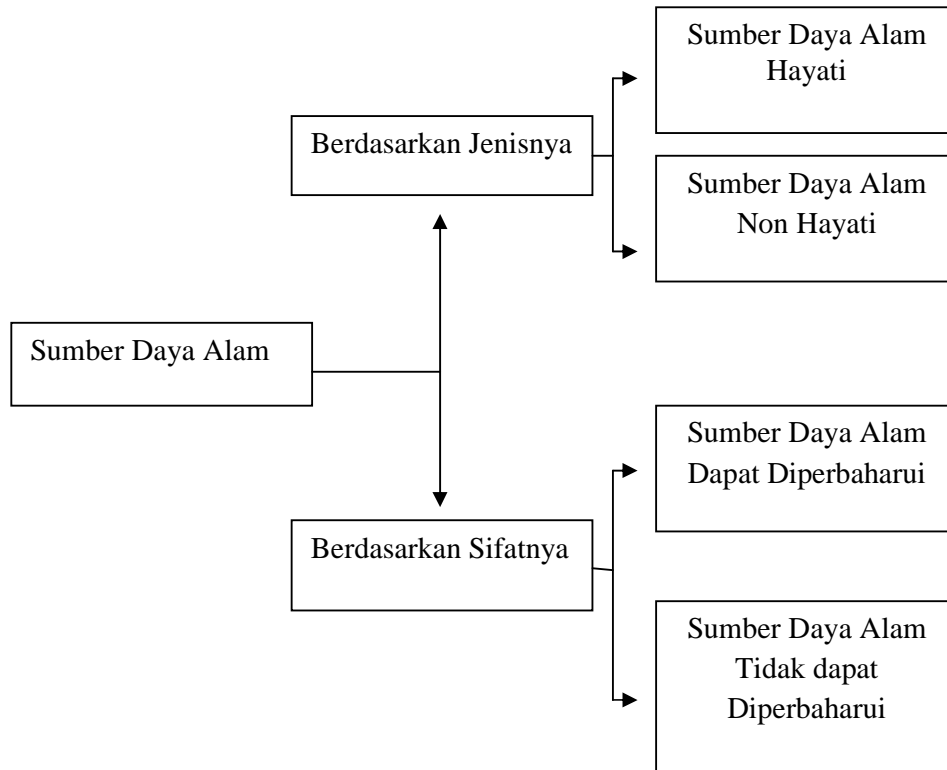 Sumber Daya Alam
Hayati
Berdasarkan Jenisnya
Sumber Daya Alam
Non Hayati
Sumber Daya Alam
Sumber Daya Alam
Dapat Diperbaharui
Berdasarkan Sifatnya
Sumber Daya Alam
Tidak dapat
Diperbaharui